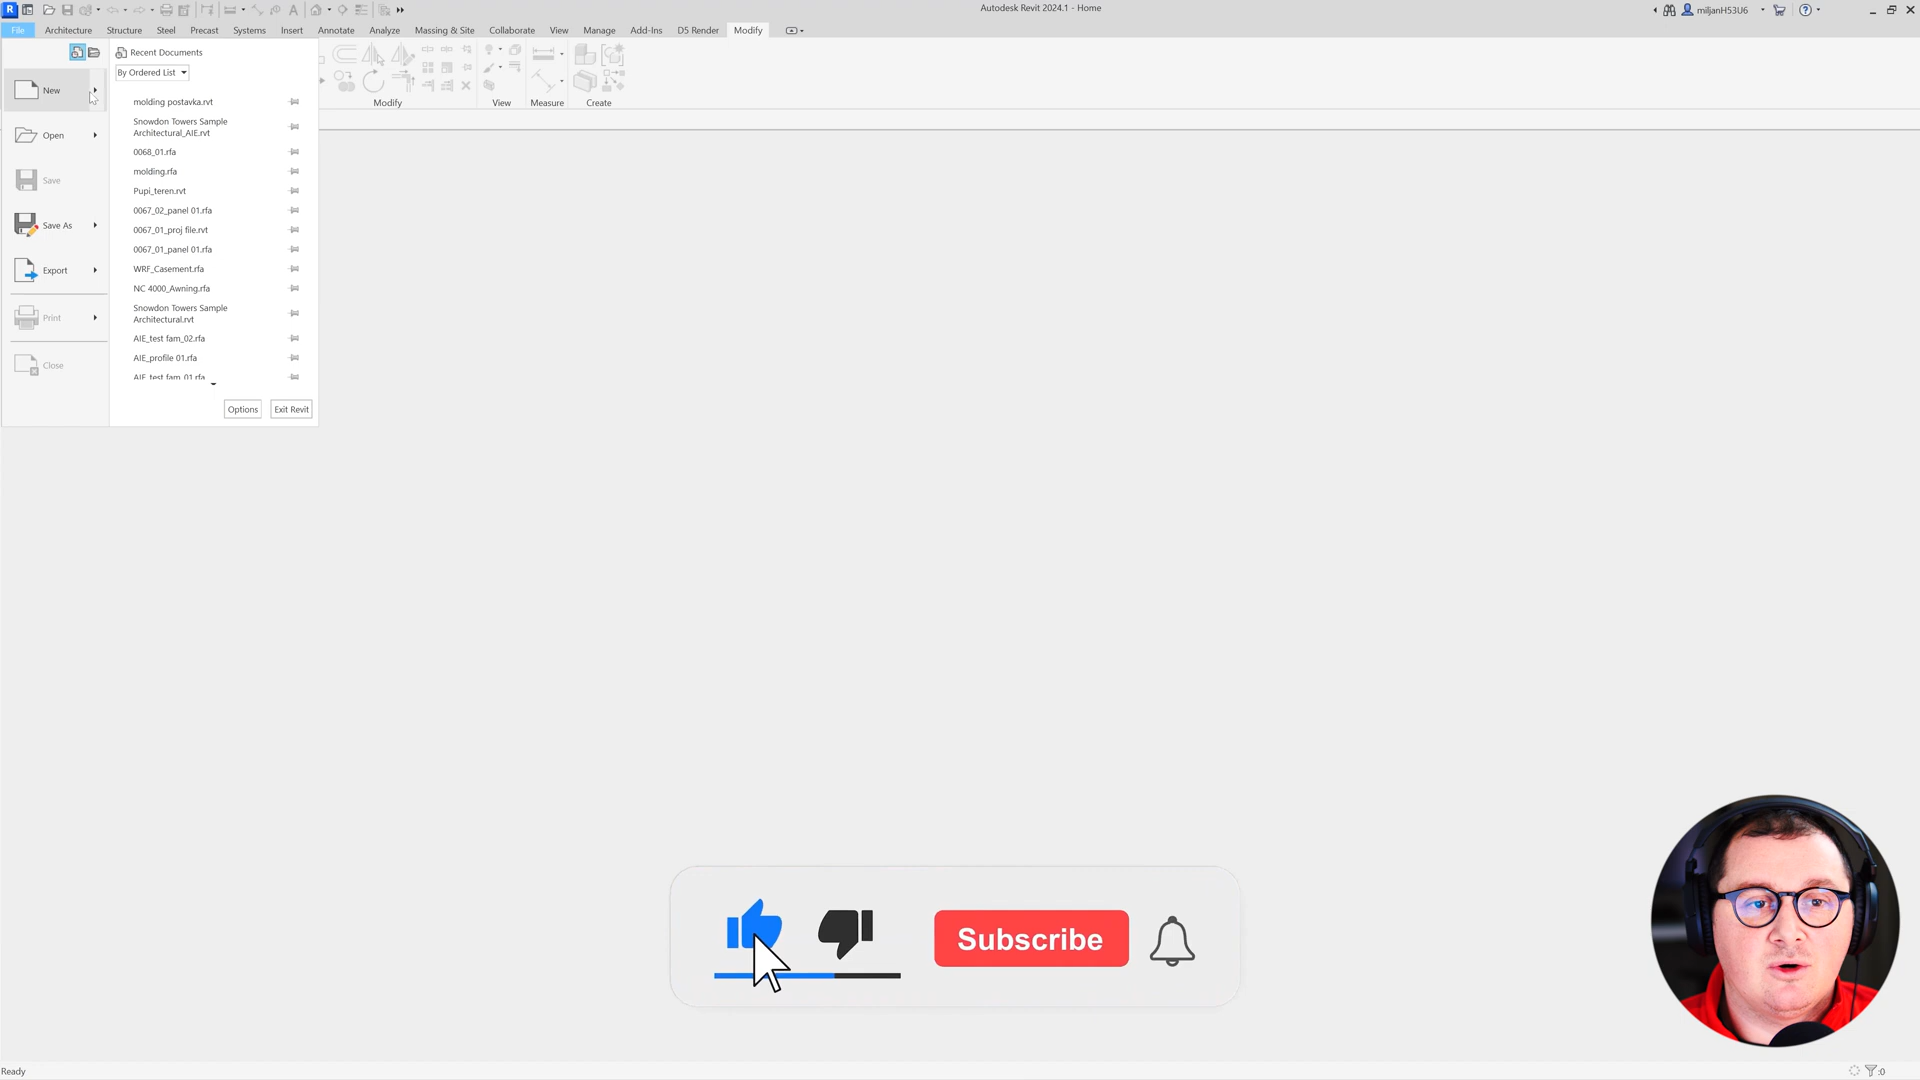 R
Autodesk Revit 2024.1 - Home
miljanH53U6
File Architecture Structure Steel Precast Systems Insert Annotate Analyze Massing & Site Collaborate View Manage Add-Ins D5 Render Modify
Recent Documents
By Ordered List
New
Open
Save
Save As
Export
Print
Close
molding postavka.rvt
Snowdon Towers Sample
Architectural_AIE.rvt
0068_01.rfa
molding.rfa
Pupi_teren.rvt
0067_02_panel 01.rfa
0067_01_proj file.rvt
0067_01_panel 01.rfa
WRF_Casement.rfa
NC 4000_Awning.rfa
Snowdon Towers Sample
Architectural.rvt
AIE_test fam_02.rfa
AIE_profile 01.rfa
AIE_test fam_01.rfa
Options Exit Revit
Modify View Measure Create
Subscribe
Ready
:0